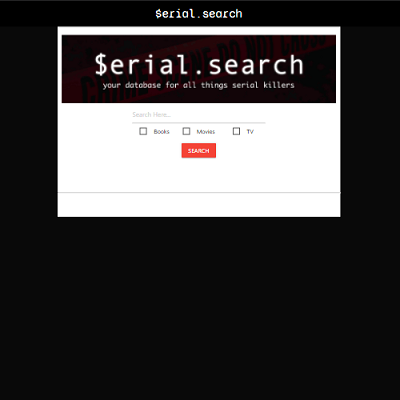 $erial.search
$erial.search
your database for all things serial killers
Search Here...
Books Movies TV
SEARCH